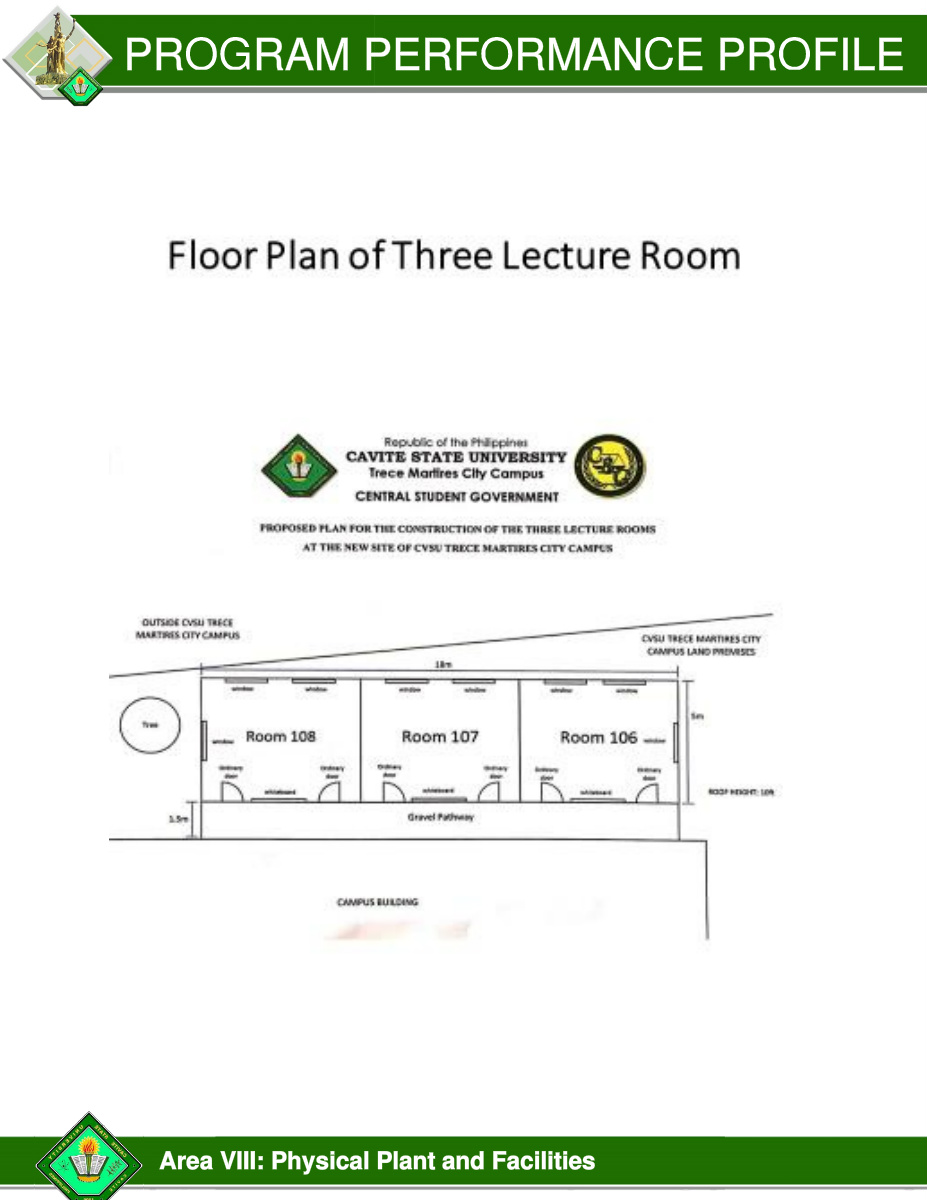 PROGRAM PERFORMANCE PROFILE
Floor Plan of Three Lecture Room
Republic of the Philippines
CAVITE STATE UNIVERSITY
Trece Martires City Campus
CENTRAL STUDENT GOVERNMENT
PROPOSED PLAN FOR THE CONSTRUCTION OF THE THREE LECTURE ROOMS
AT THE NEW SITE OF CVSU TRECE MARTIRES CITY CAMPUS
OUTSIDE CVSU TRECE
MARTIRES CITY CAMPUS
CVSU TRECE MARTIRES CITY
CAMPUS LAND PREMISES
18m
window window window window window window
5m
Tree
window Room 108 Room 107 Room 106 window
Ordinary
door
Ordinary
door
Ordinary
door
Ordinary
door
Ordinary
door
Ordinary
door
whiteboard whiteboard whiteboard
ROOF HEIGHT: 10ft
1.5m
Gravel Pathway
CAMPUS BUILDING
Area VIII: Physical Plant and Facilities